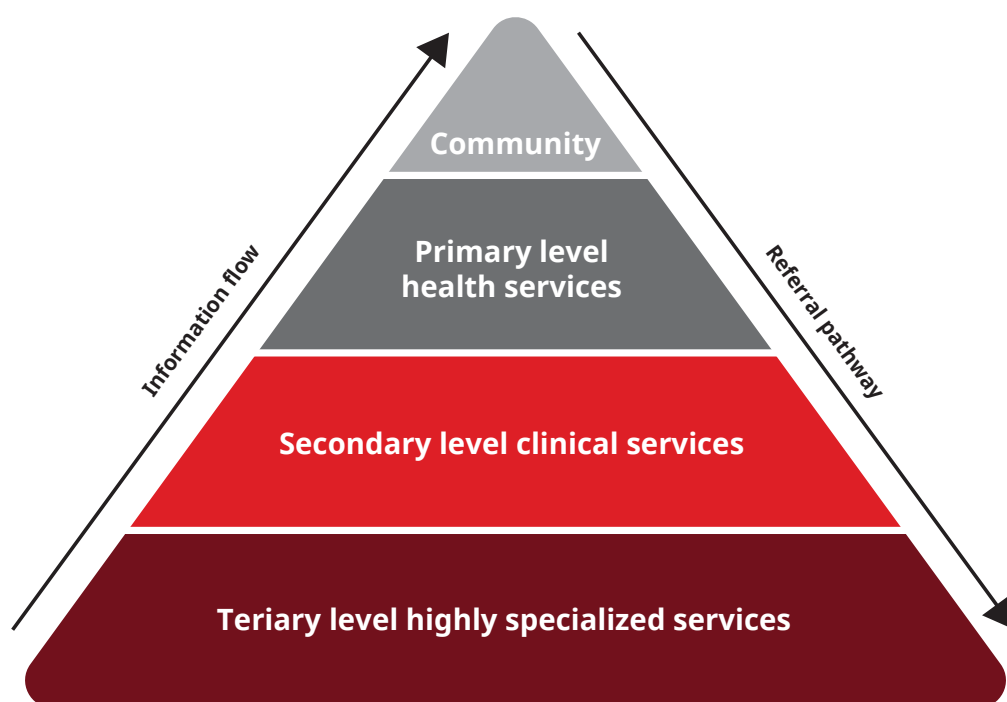 Community
Primary level
health services
Information flow
Referral pathway
Secondary level clinical services
Teriary level highly specialized services